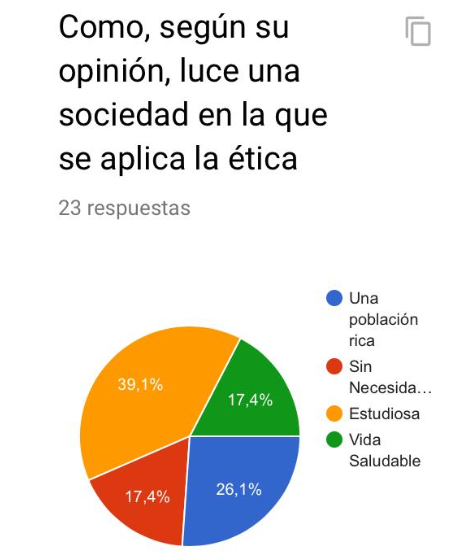 Como, según su
opinión, luce una
sociedad en la que
se aplica la ética
23 respuestas
Una
población
rica
Sin
Necesida...
Estudiosa
Vida
Saludable
39,1%
17,4%
17,4%
26,1%